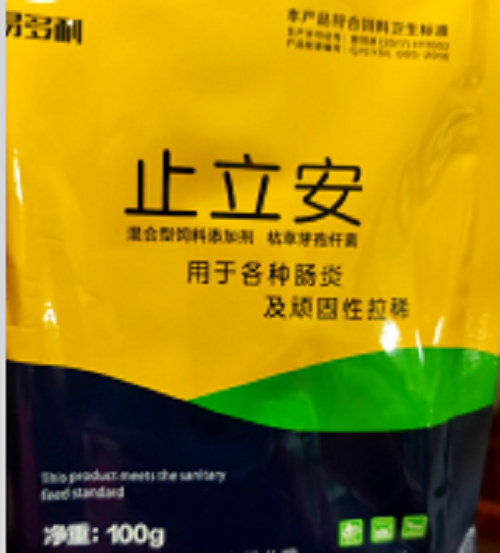 易多利
本产品符合饲料卫生标准
止立安
混合型饲料添加剂 枯草芽孢杆菌
用于各种肠炎
及顽固性拉稀
This product meets the sanitary
feed standard
净重：100g